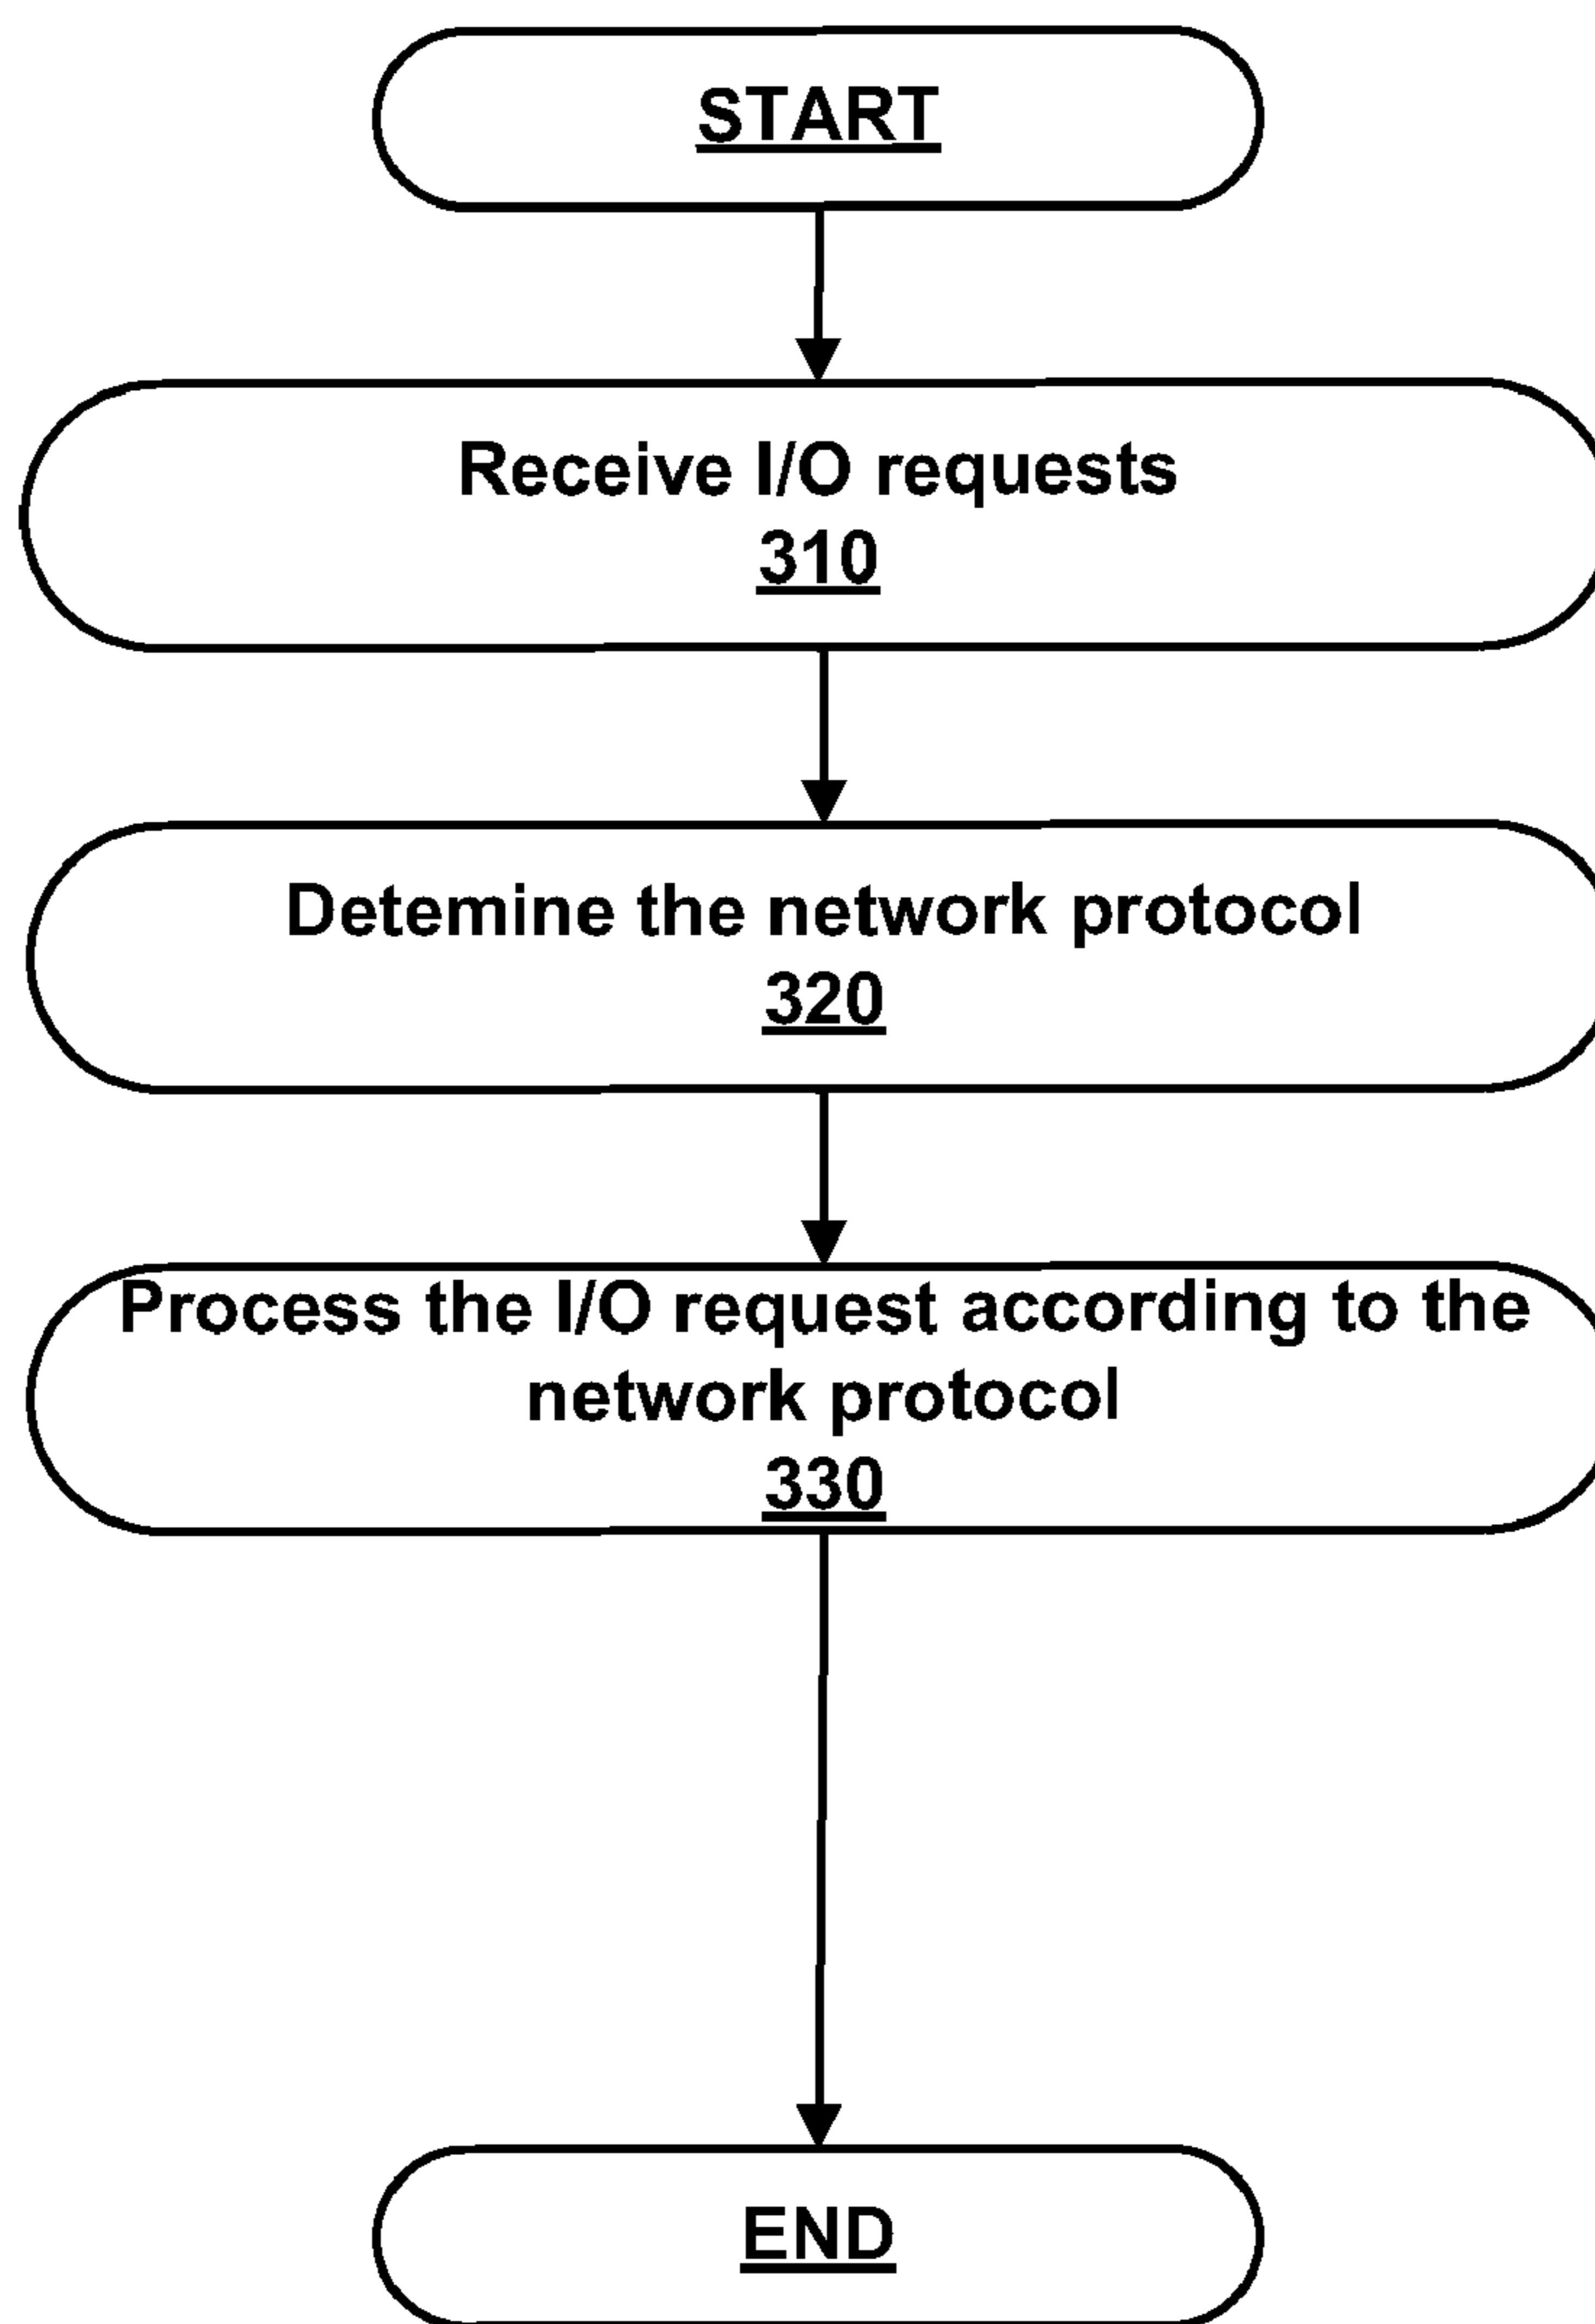 START
Receive I/O requests
310
Detemine the network protocol
320
Process the I/O request according to the
network protocol
330
END